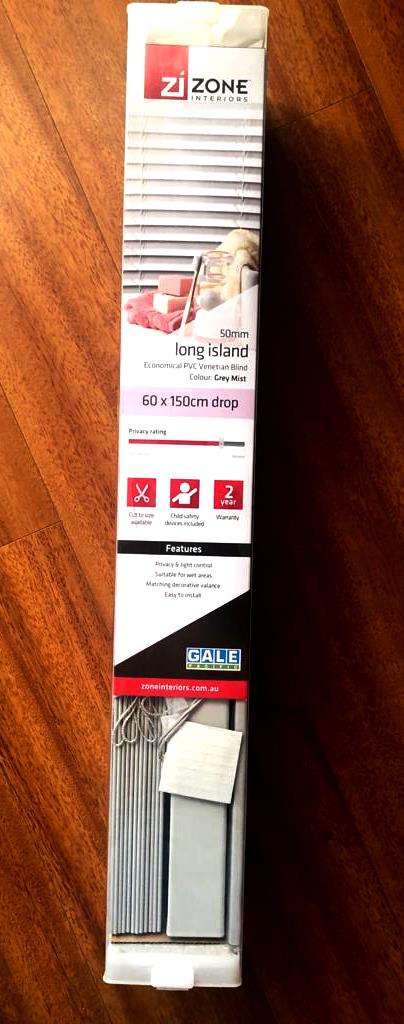 Zi ZONE
INTERIORS
50mm
long island
Economical PVC Venetian Blind
Colour: Grey Mist
60 x 150cm drop
Privacy rating
Cut to size
available
Child safety
devices included
2
year
Warranty
Features
Privacy & light control
Suitable for wet areas
Matching decorative valance
Easy to install
GALE
PACIFIC
zoneinteriors.com.au